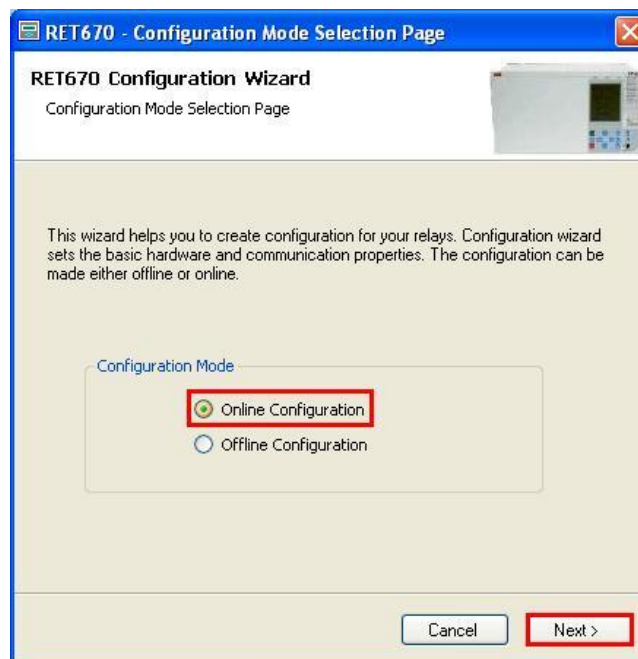 RET670 - Configuration Mode Selection Page
RET670 Configuration Wizard
Configuration Mode Selection Page
This wizard helps you to create configuration for your relays. Configuration wizard
sets the basic hardware and communication properties. The configuration can be
made either offline or online.
Configuration Mode
Online Configuration
Offline Configuration
Cancel
Next >